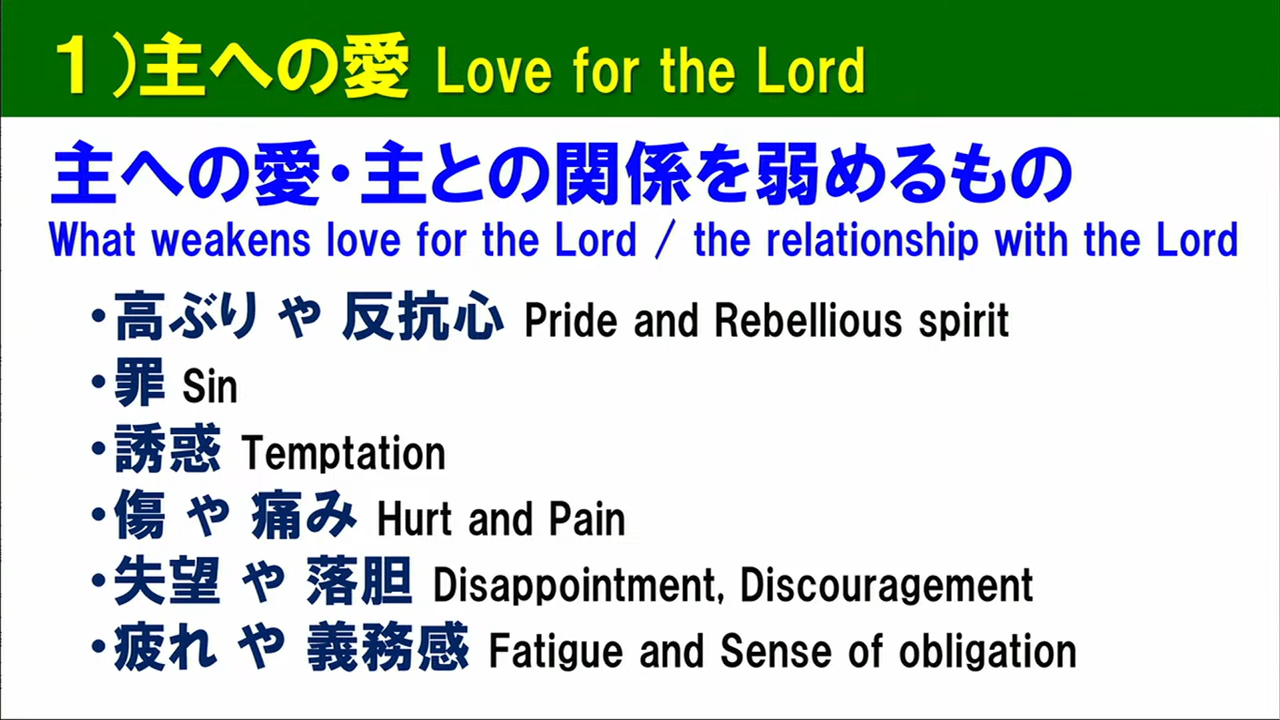 １）主への愛 Love for the Lord
主への愛・主との関係を弱めるもの
What weakens love for the Lord / the relationship with the Lord
・高ぶり や 反抗心 Pride and Rebellious spirit
・罪 Sin
・誘惑 Temptation
・傷 や 痛み Hurt and Pain
・失望 や 落胆 Disappointment, Discouragement
・疲れ や 義務感 Fatigue and Sense of obligation